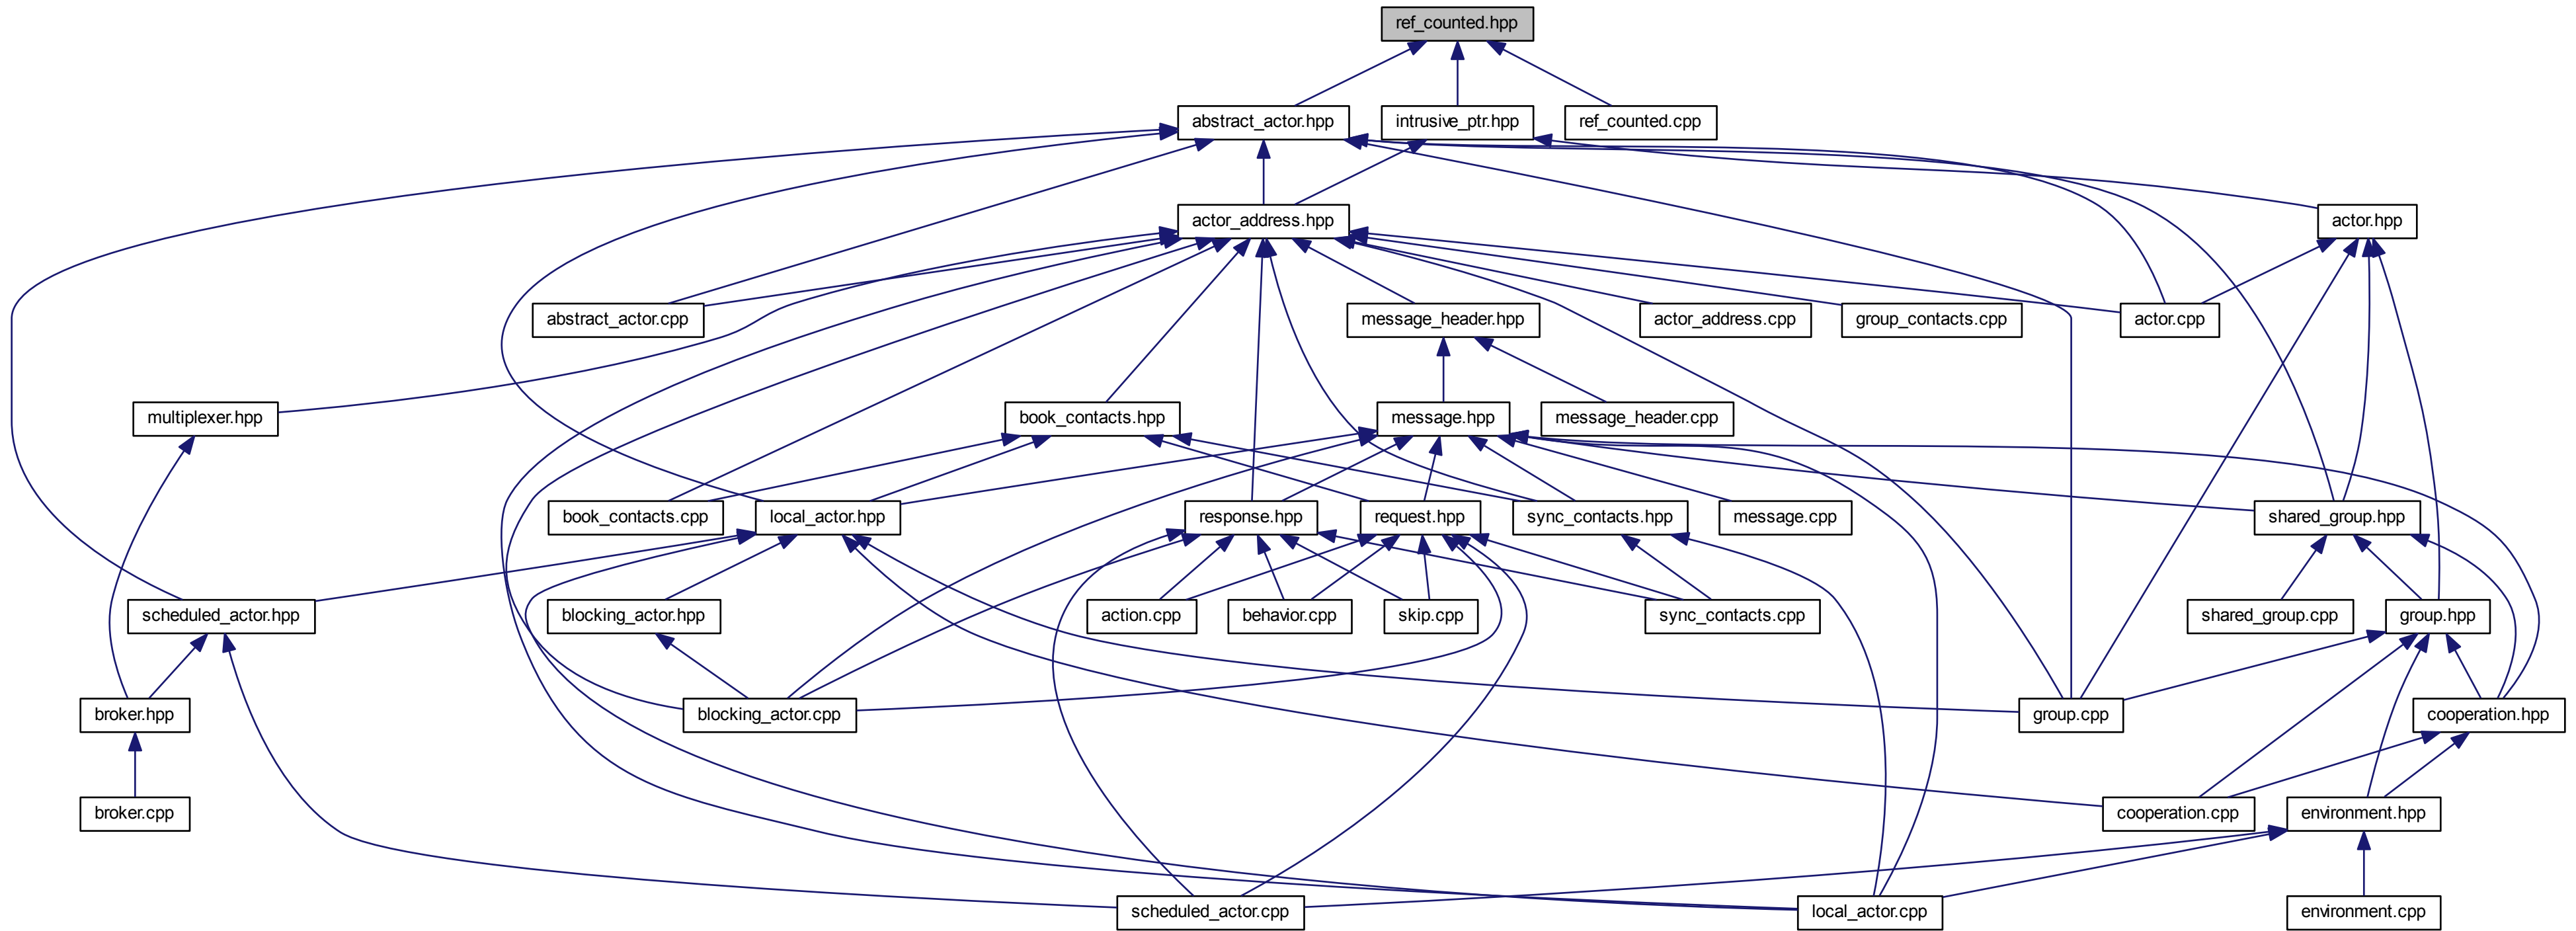 ref_counted.hpp
abstract_actor.hpp
intrusive_ptr.hpp
ref_counted.cpp
actor_address.hpp
actor.hpp
abstract_actor.cpp
message_header.hpp
actor_address.cpp
group_contacts.cpp
actor.cpp
multiplexer.hpp
book_contacts.hpp
message.hpp
message_header.cpp
book_contacts.cpp
local_actor.hpp
response.hpp
request.hpp
sync_contacts.hpp
message.cpp
shared_group.hpp
scheduled_actor.hpp
blocking_actor.hpp
action.cpp
behavior.cpp
skip.cpp
sync_contacts.cpp
shared_group.cpp
group.hpp
broker.hpp
blocking_actor.cpp
group.cpp
cooperation.hpp
broker.cpp
cooperation.cpp
environment.hpp
scheduled_actor.cpp
local_actor.cpp
environment.cpp